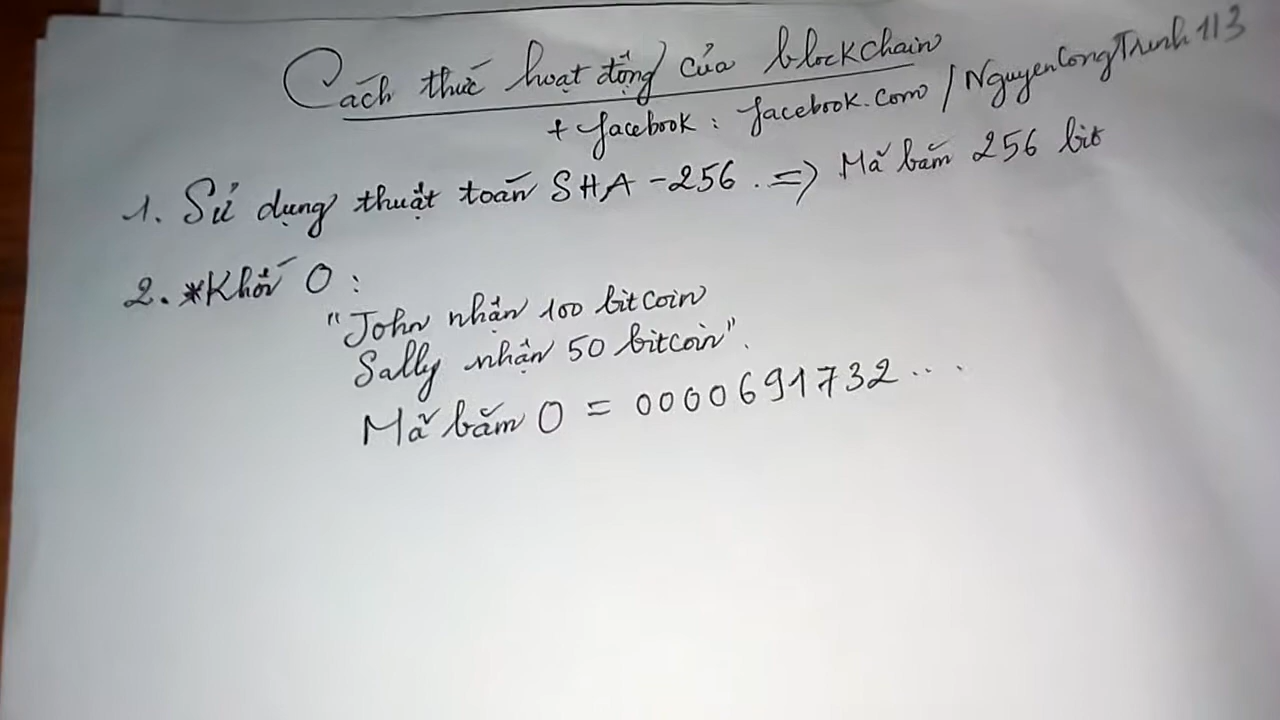 Cách thức hoạt động của blockchain
+ facebook: facebook.com/NguyenCongTrinh113
1. Sử dụng thuật toán SHA-256. => Mã băm 256 bit
2. *Khối 0:
"John nhận 100 bitcoin
Sally nhận 50 bitcoin".
Mã băm 0 = 0000691732....